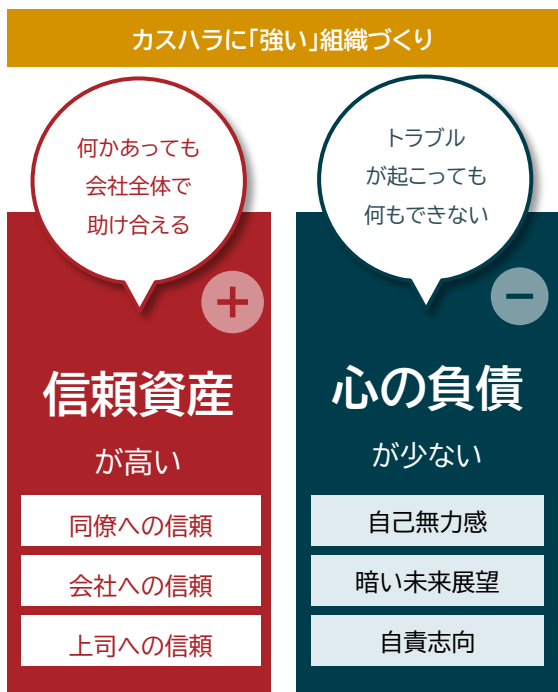 カスハラに「強い」組織づくり
何かあっても
会社全体で
助け合える
+
信頼資産
が高い
同僚への信頼
会社への信頼
上司への信頼
トラブル
が起こっても
何もできない
−
心の負債
が少ない
自己無力感
暗い未来展望
自責志向